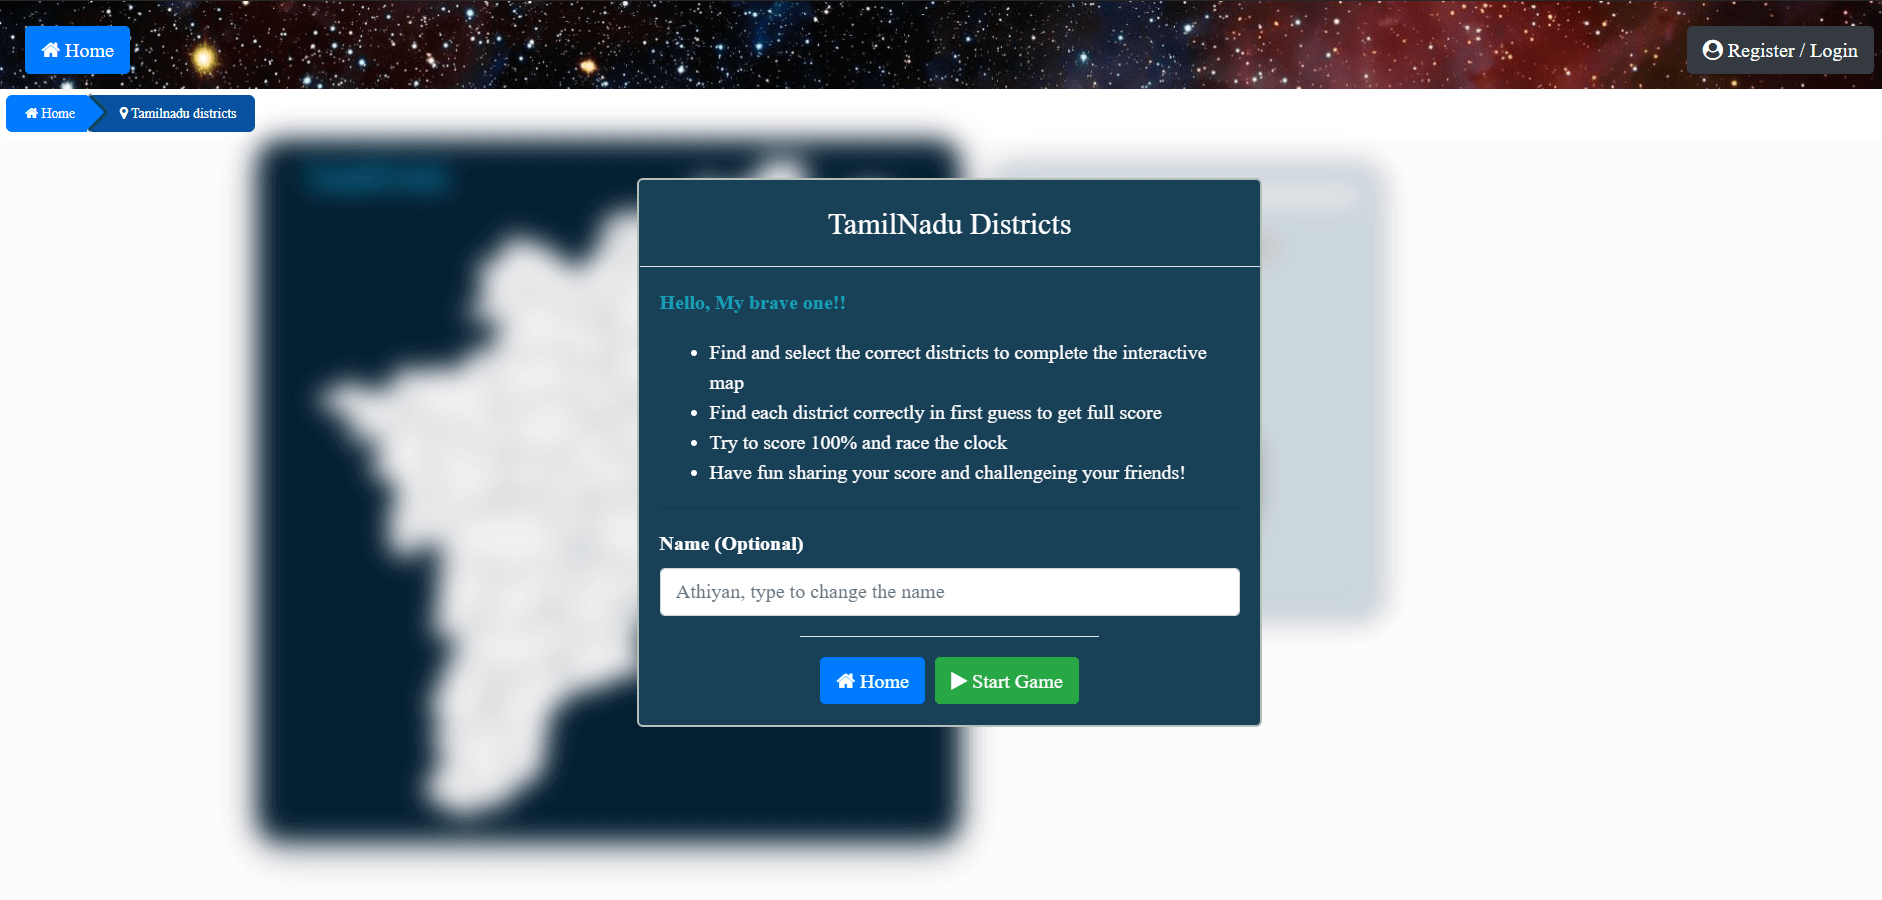 Home
Register / Login
Home
Tamilnadu districts
TamilNadu Districts
Hello, My brave one!!
Find and select the correct districts to complete the interactive
map
Find each district correctly in first guess to get full score
Try to score 100% and race the clock
Have fun sharing your score and challengeing your friends!
Name (Optional)
Athiyan, type to change the name
Home
Start Game